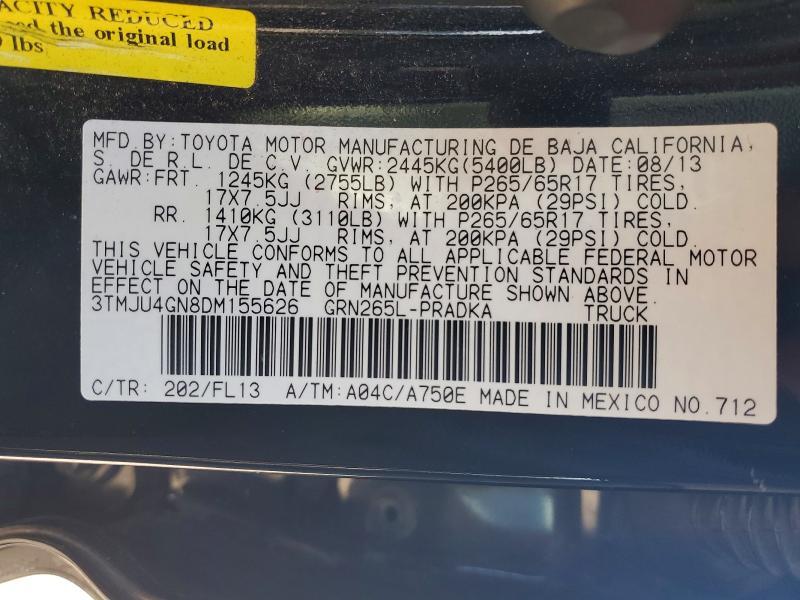 ACITY REDUCED
the original load
lbs
MFD. BY: TOYOTA MOTOR MANUFACTURING DE BAJA CALIFORNIA,
S. DE R.L. DE C.V. GVWR:2445KG(5400LB) DATE:08/13
GAWR:FRT. 1245KG (2755LB) WITH P265/65R17 TIRES,
17X7.5JJ RIMS, AT 200KPA (29PSI) COLD.
RR. 1410KG (3110LB) WITH P265/65R17 TIRES,
17X7.5JJ RIMS, AT 200KPA (29PSI) COLD.
THIS VEHICLE CONFORMS TO ALL APPLICABLE FEDERAL MOTOR
VEHICLE SAFETY AND THEFT PREVENTION STANDARDS IN
EFFECT ON THE DATE OF MANUFACTURE SHOWN ABOVE.
3TMJU4GN8DM155626 GRN265L-PRADKA TRUCK
C/TR: 202/FL13 A/TM:A04C/A750E MADE IN MEXICO NO.712